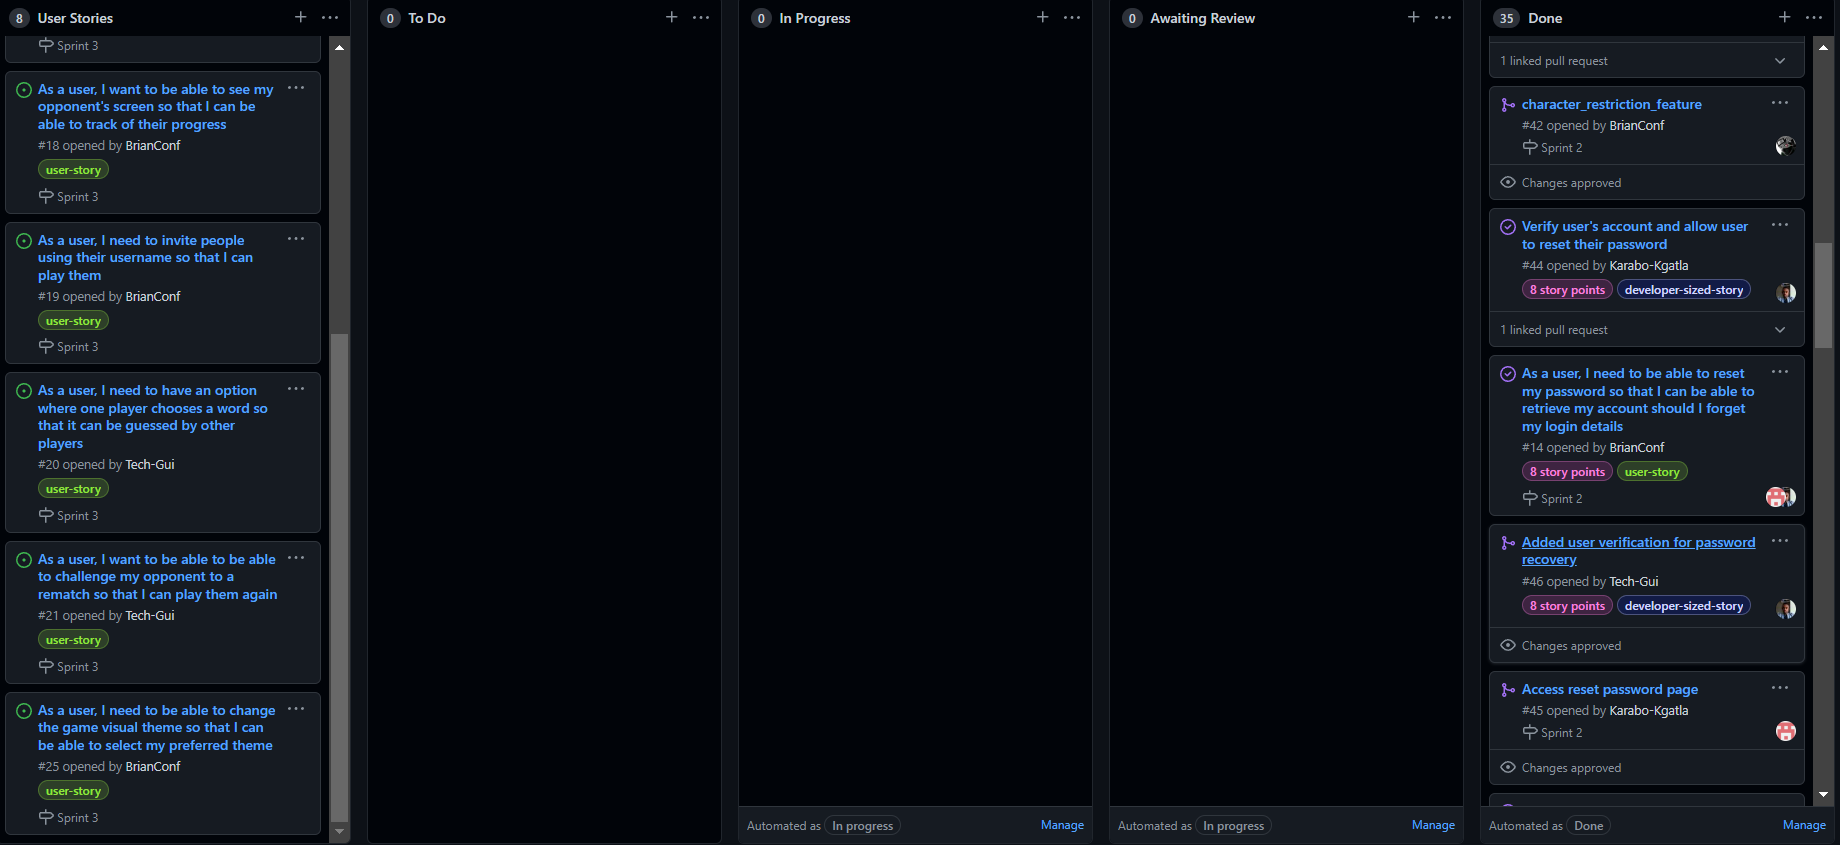 8 User Stories
Sprint 3
As a user, I want to be able to see my
opponent's screen so that I can be
able to track of their progress
#18 opened by BrianConf
user-story
Sprint 3
As a user, I need to invite people
using their username so that I can
play them
#19 opened by BrianConf
user-story
Sprint 3
As a user, I need to have an option
where one player chooses a word so
that it can be guessed by other
players
#20 opened by Tech-Gui
user-story
Sprint 3
As a user, I want to be able to be able
to challenge my opponent to a
rematch so that I can play them again
#21 opened by Tech-Gui
user-story
Sprint 3
As a user, I need to be able to change
the game visual theme so that I can
be able to select my preferred theme
#25 opened by BrianConf
user-story
Sprint 3
0 To Do
0 In Progress
Automated as In progress Manage
0 Awaiting Review
Automated as In progress Manage
35 Done
1 linked pull request
character_restriction_feature
#42 opened by BrianConf
Sprint 2
Changes approved
Verify user's account and allow user
to reset their password
#44 opened by Karabo-Kgatla
8 story points developer-sized-story
1 linked pull request
As a user, I need to be able to reset
my password so that I can be able to
retrieve my account should I forget
my login details
#14 opened by BrianConf
8 story points user-story
Sprint 2
Added user verification for password
recovery
#46 opened by Tech-Gui
8 story points developer-sized-story
Changes approved
Access reset password page
#45 opened by Karabo-Kgatla
Sprint 2
Changes approved
Automated as Done Manage